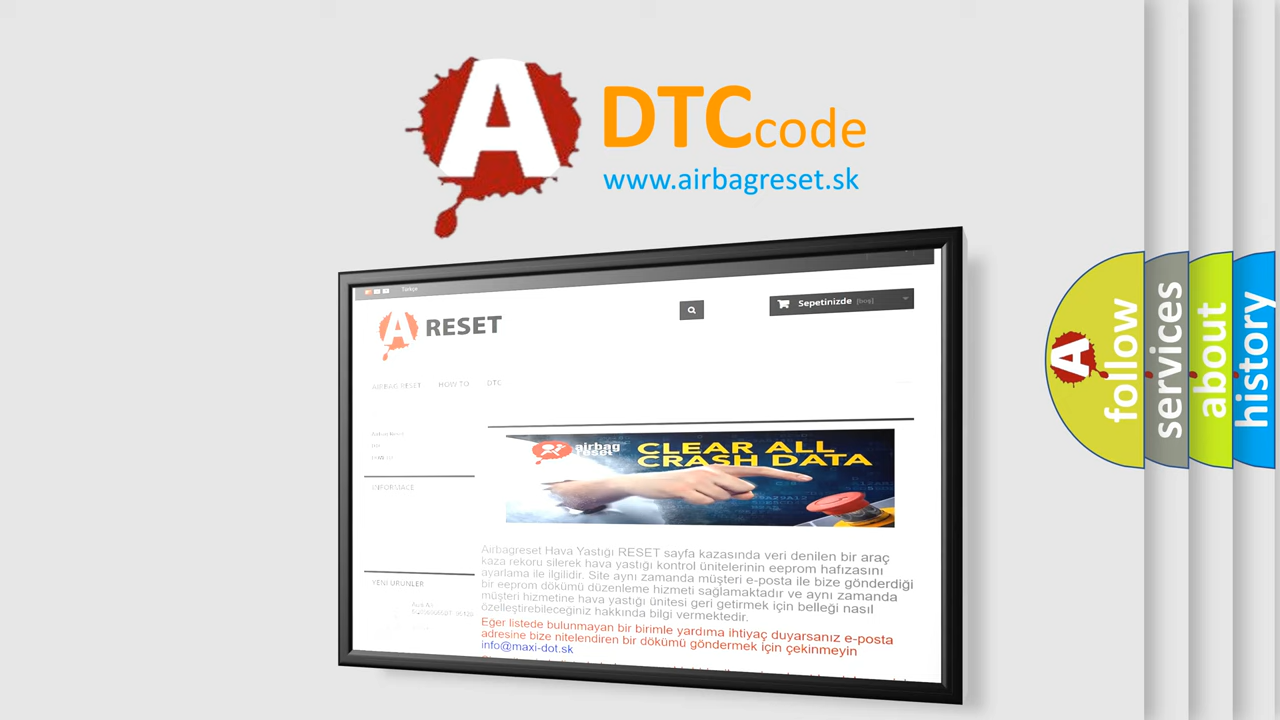 A DTCcode
www.airbagreset.sk
Türkçe
A RESET
Sepetinizde [boş]
AIRBAG RESET HOW TO DTC
INFORMACE
airbag
reset
CLEAR ALL
CRASH DATA
Airbagreset Hava Yastığı RESET sayfa kazasında veri denilen bir araç
kaza rekoru silerek hava yastığı kontrol ünitelerinin eeprom hafızasını
ayarlama ile ilgilidir. Site aynı zamanda müşteri e-posta ile bize gönderdiği
bir eeprom dökümü düzenleme hizmeti sağlamaktadır ve aynı zamanda
müşteri hizmetine hava yastığı ünitesi geri getirmek için belleği nasıl
özelleştirebileceğiniz hakkında bilgi vermektedir.
Eğer listede bulunmayan bir birimle yardıma ihtiyaç duyarsanız e-posta
adresine bize nitelendiren bir dökümü göndermek için çekinmeyin
info@maxi-dot.sk
YENİ ÜRÜNLER
A follow
services
about
history